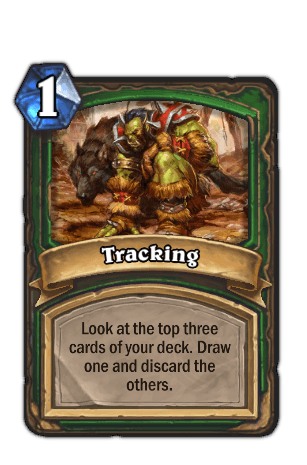 1
Tracking
Look at the top three
cards of your deck. Draw
one and discard the
others.